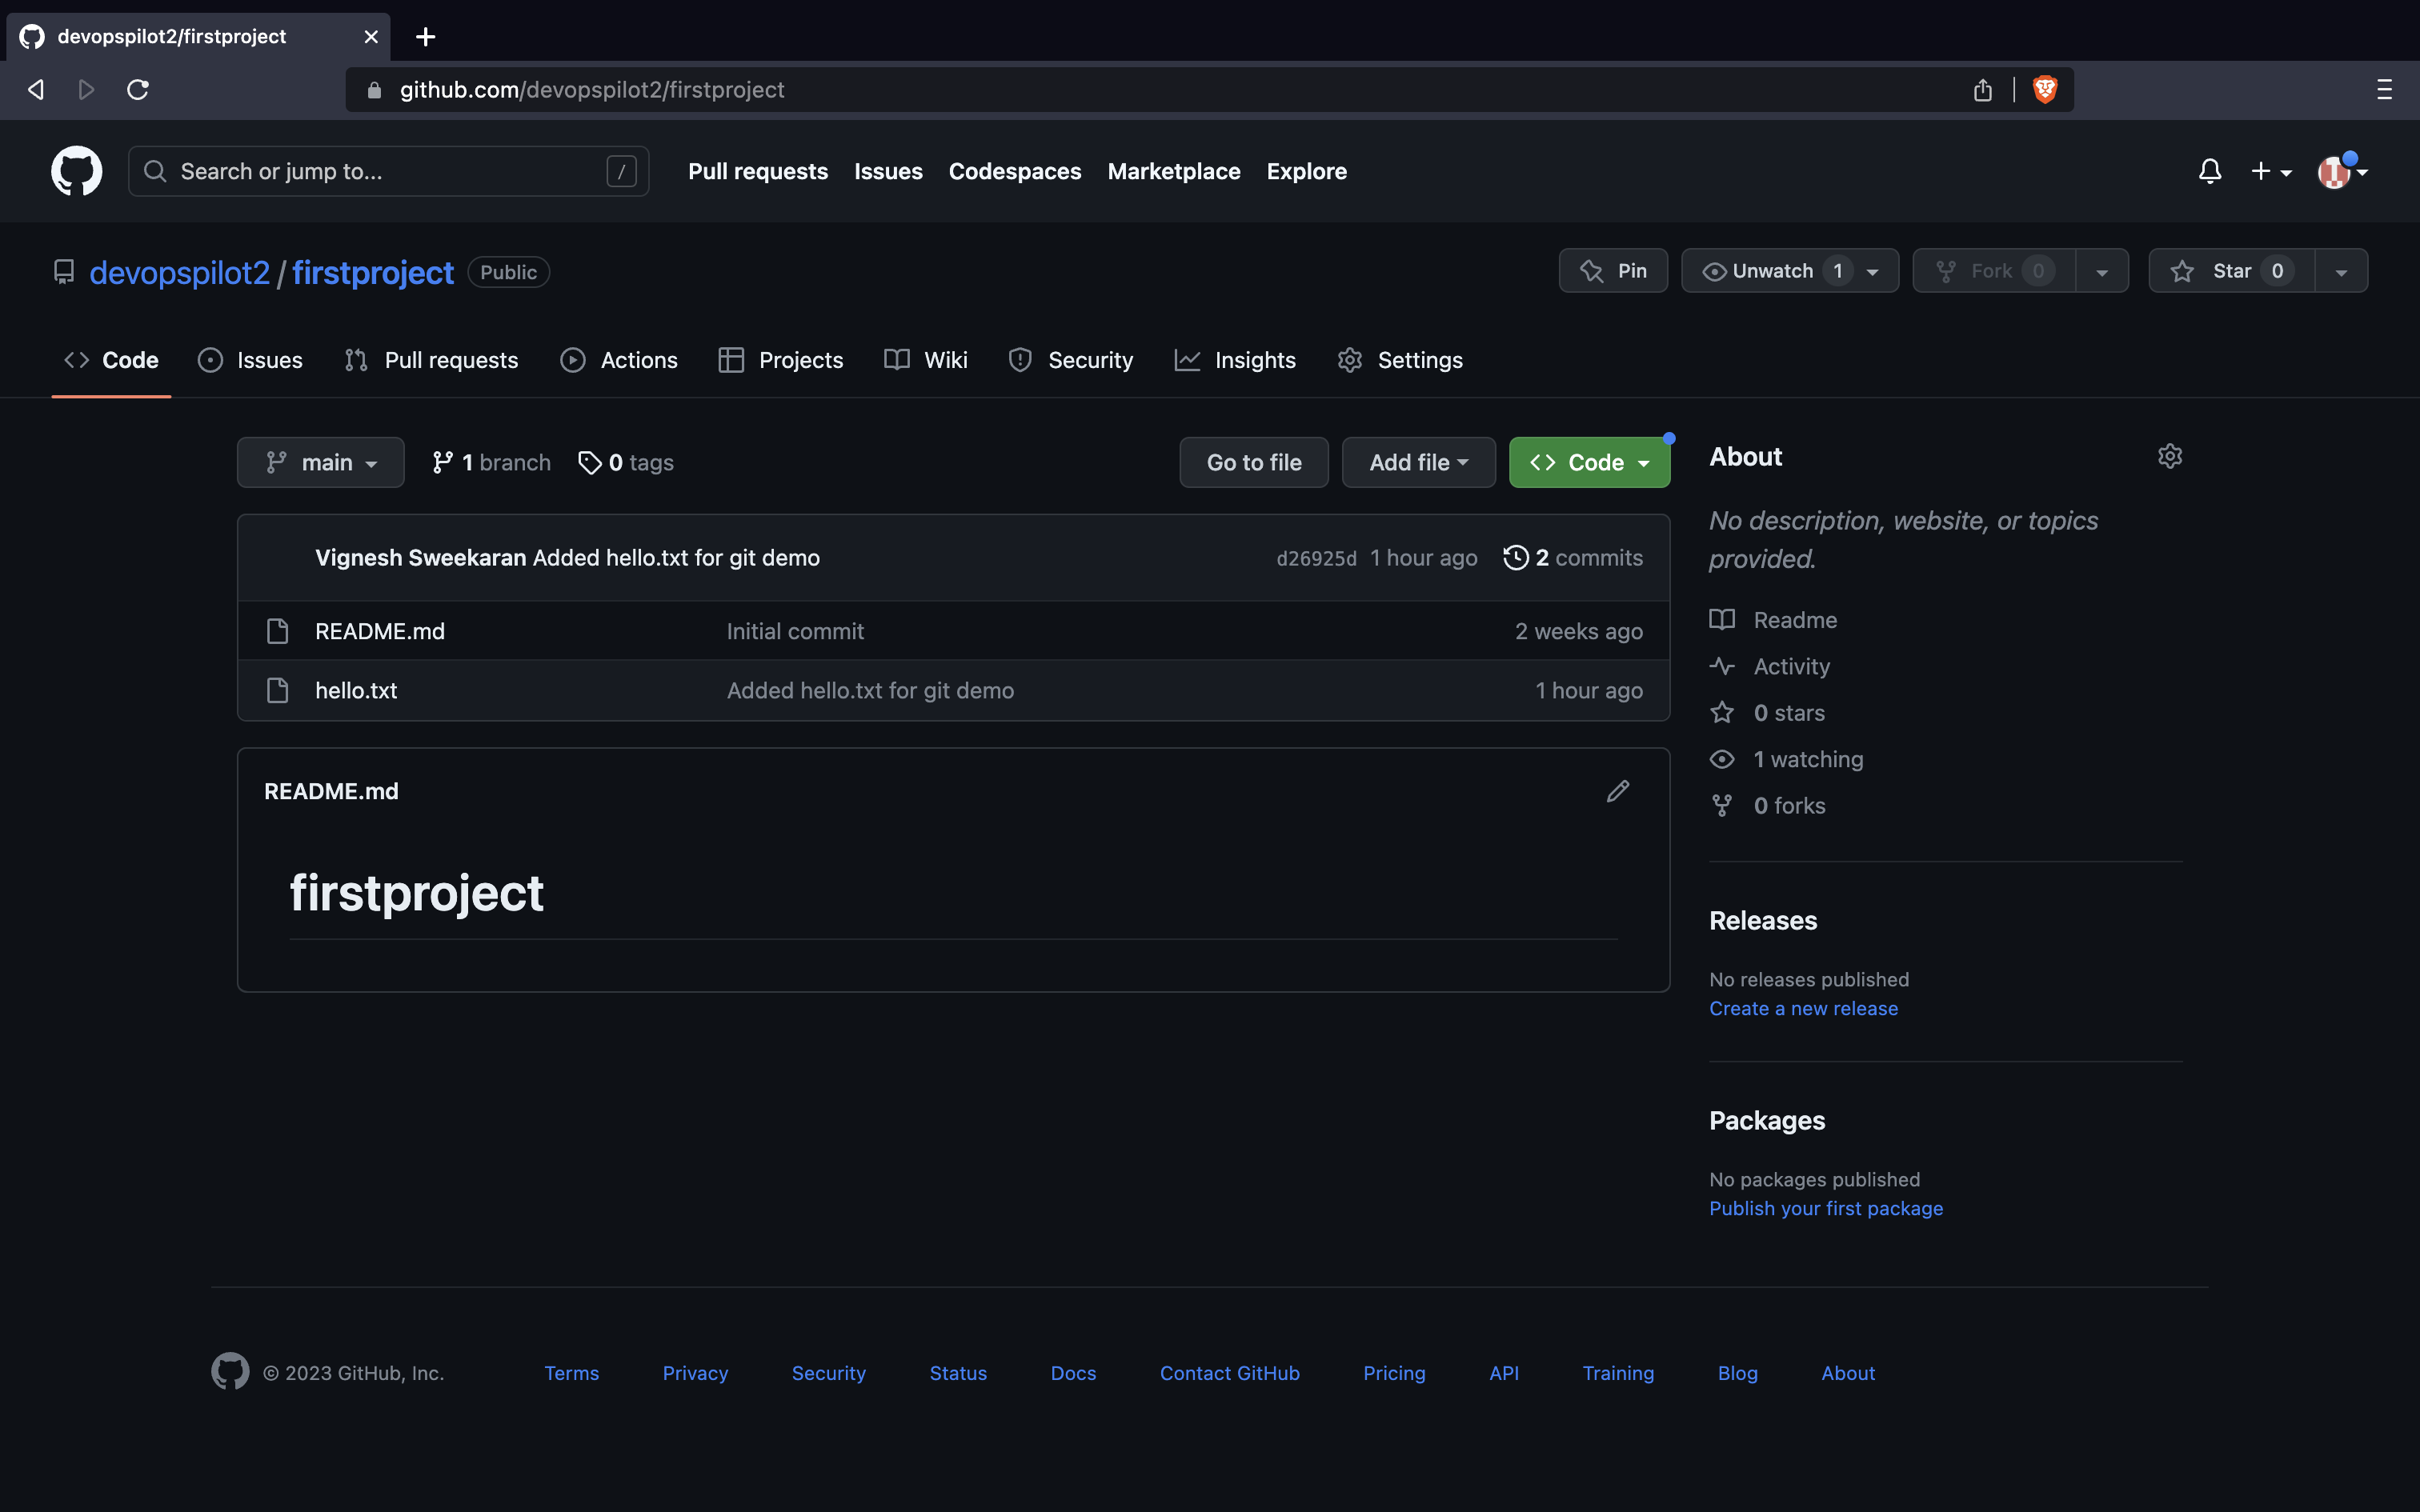 devopspilot2/firstproject
github.com/devopspilot2/firstproject
Search or jump to... / Pull requests Issues Codespaces Marketplace Explore
devopspilot2/firstproject Public Pin Unwatch 1 Fork 0 Star 0
Code Issues Pull requests Actions Projects Wiki Security Insights Settings
main 1 branch 0 tags Go to file Add file Code
Vignesh Sweekaran Added hello.txt for git demo d26925d 1 hour ago 2 commits
README.md Initial commit 2 weeks ago
hello.txt Added hello.txt for git demo 1 hour ago
README.md
firstproject
About
No description, website, or topics
provided.
Readme
Activity
0 stars
1 watching
0 forks
Releases
No releases published
Create a new release
Packages
No packages published
Publish your first package
© 2023 GitHub, Inc. Terms Privacy Security Status Docs Contact GitHub Pricing API Training Blog About